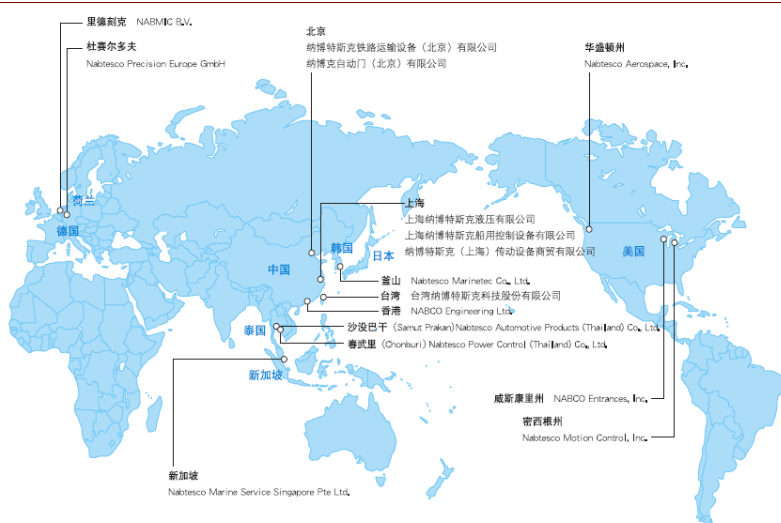 里德刻克 NABMIC B.V.
杜赛尔多夫
Nabtesco Precision Europe GmbH
北京
纳博特斯克铁路运输设备（北京）有限公司
纳博克自动门（北京）有限公司
华盛顿州
Nabtesco Aerospace, Inc.
荷兰
德国
上海
上海纳博特斯克液压有限公司
上海纳博特斯克船用控制设备有限公司
纳博特斯克（上海）传动设备商贸有限公司
韩国
日本
中国
美国
釜山 Nabtesco Marinetec Co., Ltd.
台湾 台湾纳博特斯克科技股份有限公司
香港 NABCO Engineering Ltd.
泰国
沙没巴干（Samut Prakan)Nabtesco Automotive Products (Thailand) Co., Ltd.
春武里（Chonburi）Nabtesco Power Control (Thailand) Co., Ltd.
新加坡
威斯康里州 NABCO Entrances, Inc.
密西根州
Nabtesco Motion Control, Inc.
新加坡
Nabtesco Marine Service Singapore Pte Ltd.